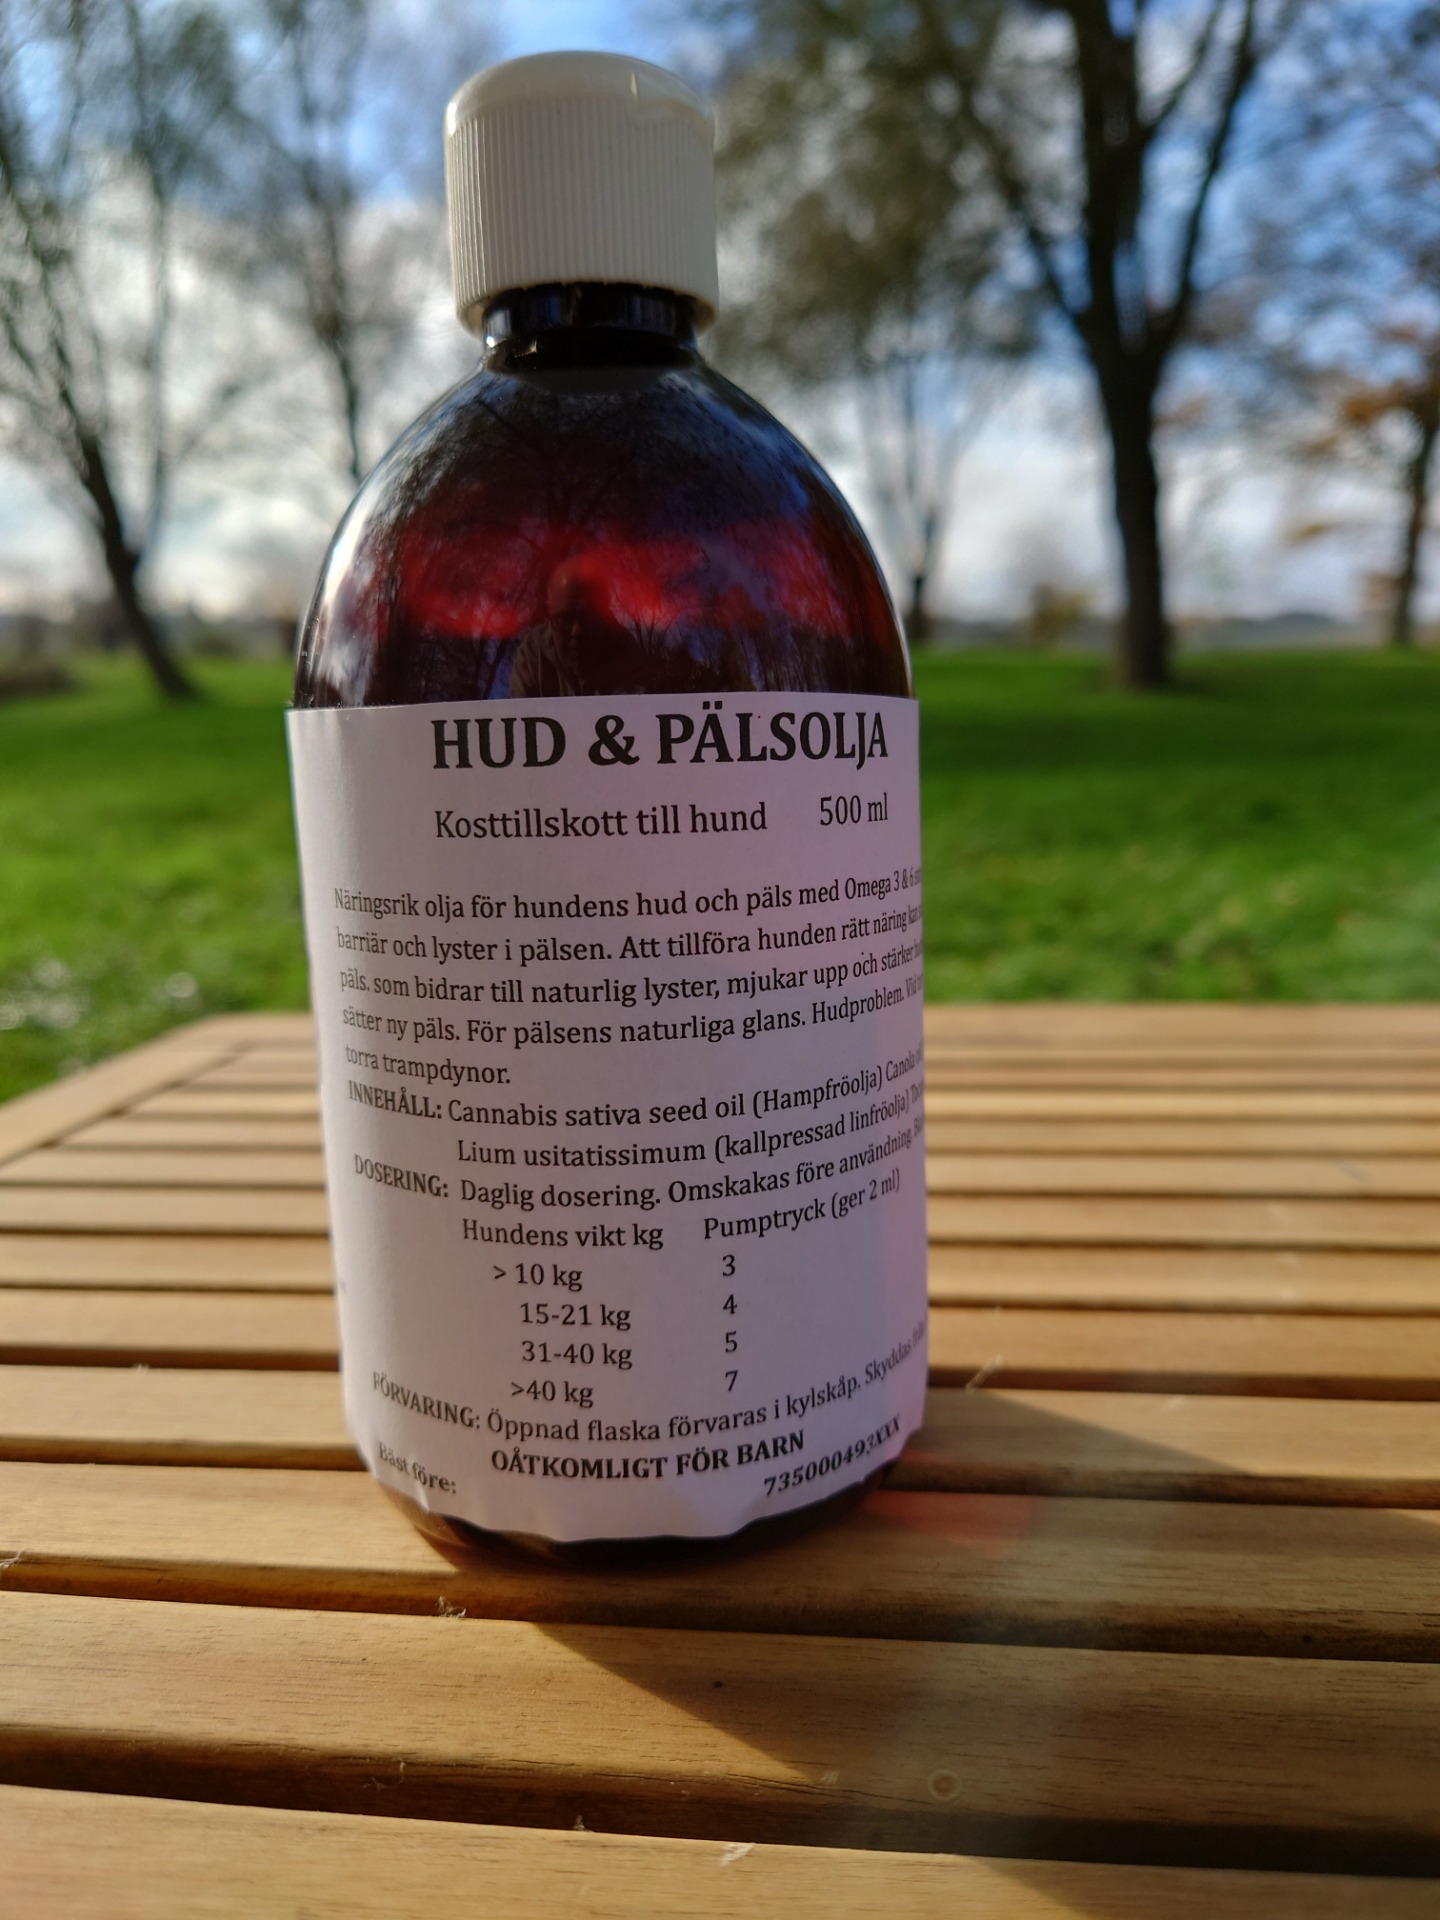 HUD & PÄLSOLJA
Kosttillskott till hund 500 ml
Näringsrik olja för hundens hud och päls med Omega 3 & 6
barriär och lyster i pälsen. Att tillföra hunden rätt näring kan
päls. som bidrar till naturlig lyster, mjukar upp och stärker
sätter ny päls. För pälsens naturliga glans. Hudproblem. Vid
torra trampdynor.
INNEHÅLL: Cannabis sativa seed oil (Hampfröolja) Canola
Lium usitatissimum (kallpressad linfröolja)
DOSERING: Daglig dosering. Omskakas före användning.
Hundens vikt kg Pumptryck (ger 2 ml)
> 10 kg 3
15-21 kg 4
31-40 kg 5
>40 kg 7
FÖRVARING: Öppnad flaska förvaras i kylskåp. Skyddas
OÅTKOMLIGT FÖR BARN
Bäst före: 735000493XXX